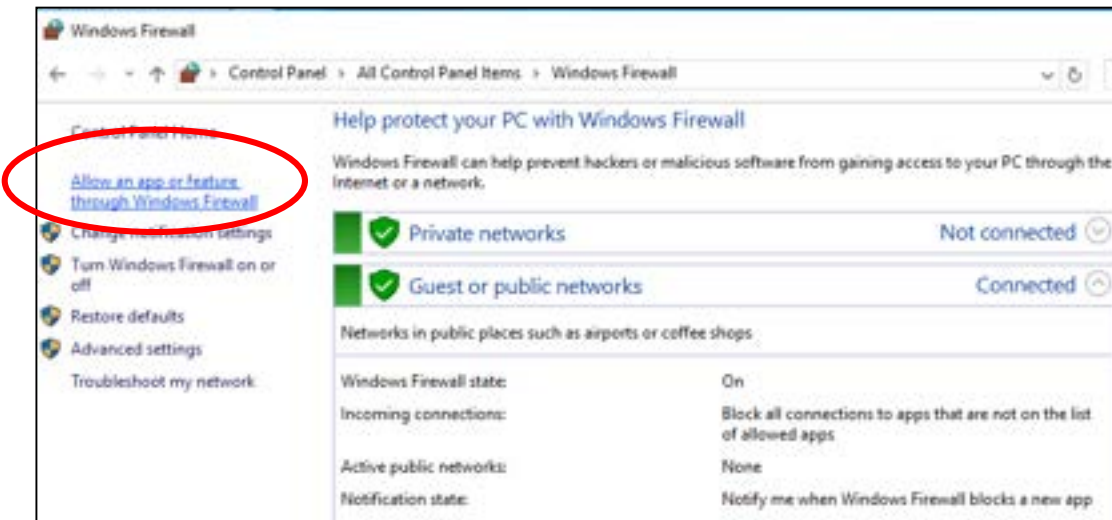 Windows Firewall
Control Panel > All Control Panel Items > Windows Firewall
Control Panel Home
Allow an app or feature
through Windows Firewall
Change notification settings
Turn Windows Firewall on or
off
Restore defaults
Advanced settings
Troubleshoot my network
Help protect your PC with Windows Firewall
Windows Firewall can help prevent hackers or malicious software from gaining access to your PC through the
Internet or a network.
Private networks Not connected
Guest or public networks Connected
Networks in public places such as airports or coffee shops
Windows Firewall state: On
Incoming connections: Block all connections to apps that are not on the list
of allowed apps
Active public networks: None
Notification state: Notify me when Windows Firewall blocks a new app